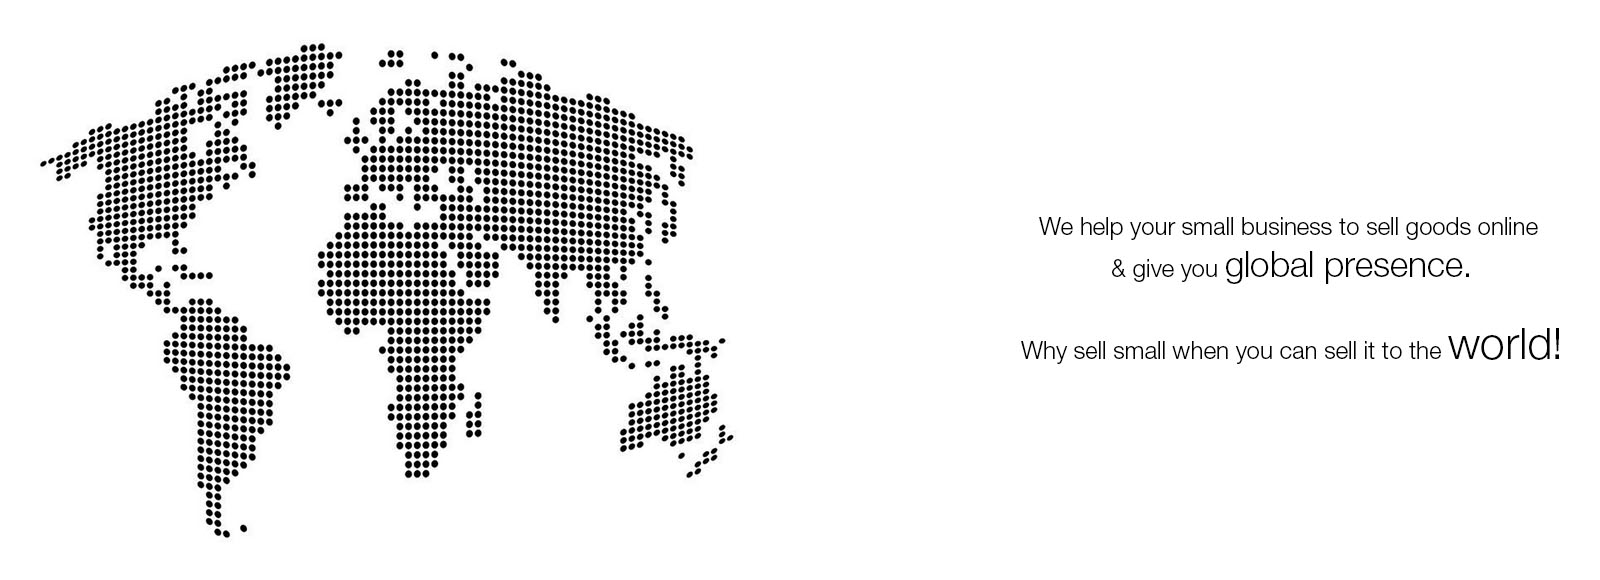 We help your small business to sell goods online
& give you global presence.
Why sell small when you can sell it to the world!